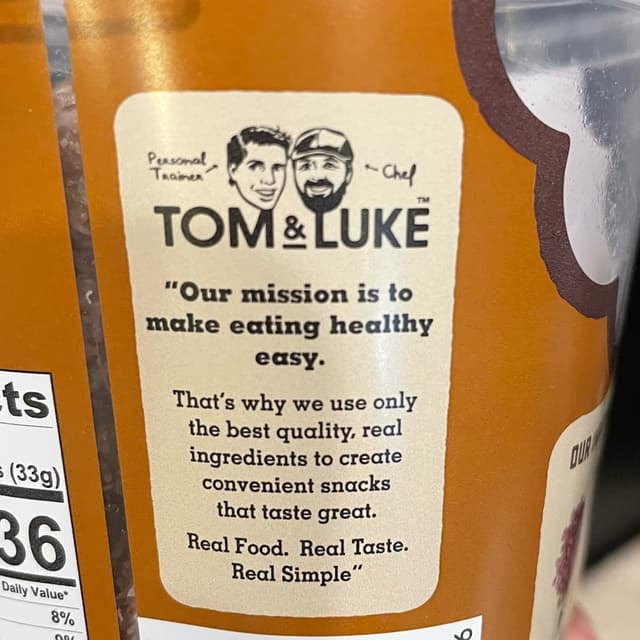 Personal
Trainer
Chef
TOM & LUKE™
"Our mission is to
make eating healthy
easy.
That's why we use only
the best quality, real
ingredients to create
convenient snacks
that taste great.
Real Food. Real Taste.
Real Simple"
ts
(33g)
36
Daily Value*
8%
OUR